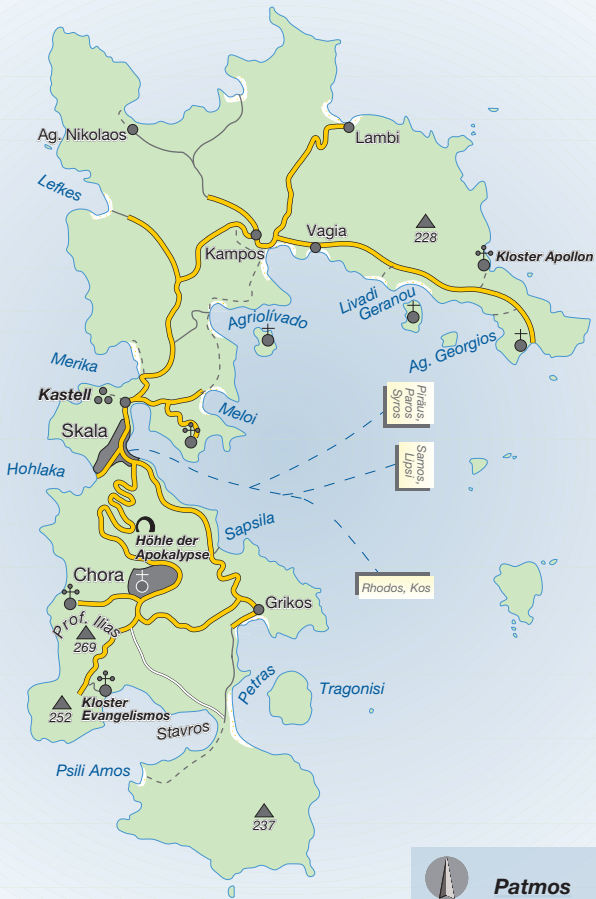 Ag. Nikolaos
Lambi
Lefkes
Vagia
228
Kampos
Kloster Apollon
Livadi
Geranou
Agriolívado
Ag. Georgios
Merika
Kastell
Meloi
Piräus,
Paros
Syros
Skala
Samos,
Lipsi
Hohlaka
Sapsila
Höhle der
Apokalypse
Chora
Rhodos, Kos
Grikos
Prof. Ilias
269
Petras
Tragonisi
252
Kloster
Evangelismos
Stavros
Psili Amos
237
Patmos